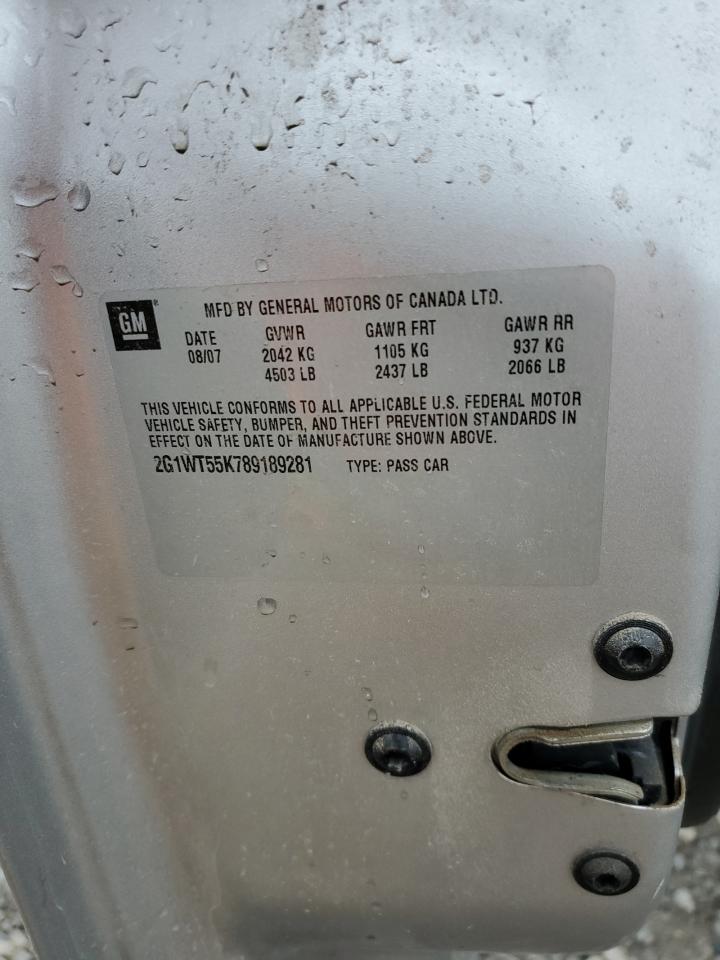 GM®
MFD BY GENERAL MOTORS OF CANADA LTD.
DATE GVWR GAWR FRT GAWR RR
08/07 2042 KG 1105 KG 937 KG
4503 LB 2437 LB 2066 LB
THIS VEHICLE CONFORMS TO ALL APPLICABLE U.S. FEDERAL MOTOR
VEHICLE SAFETY, BUMPER, AND THEFT PREVENTION STANDARDS IN
EFFECT ON THE DATE OF MANUFACTURE SHOWN ABOVE.
2G1WT55K789189281 TYPE: PASS CAR